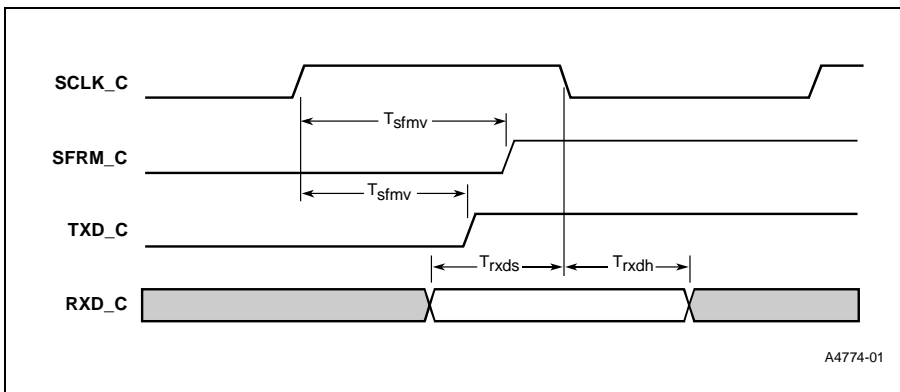 SCLK_C
Tsfmv
SFRM_C
Tsfmv
TXD_C
Trxds Trxdh
RXD_C
A4774-01